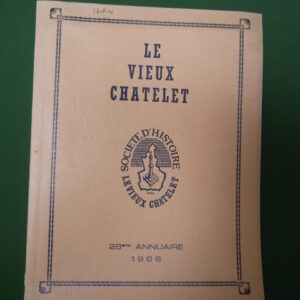 LE
VIEUX
CHATELET
SOCIETE D'HISTOIRE
LE VIEUX CHATELET
26ème ANNUAIRE
1986